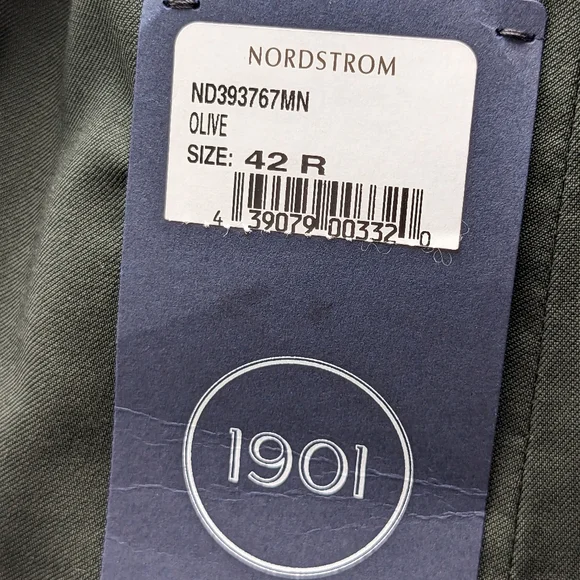 NORDSTROM
ND393767MN
OLIVE
SIZE: 42 R
4 39079 00332 0
1901